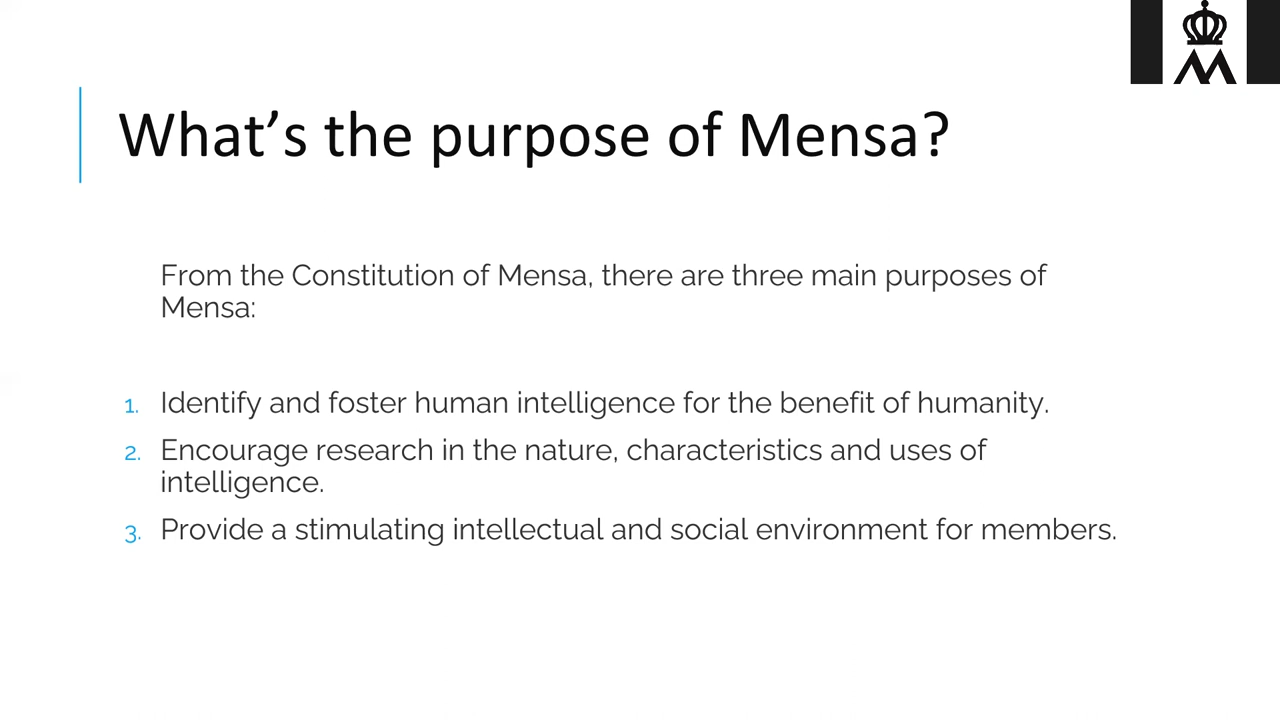 What’s the purpose of Mensa?
From the Constitution of Mensa, there are three main purposes of
Mensa:
1. Identify and foster human intelligence for the benefit of humanity.
2. Encourage research in the nature, characteristics and uses of
intelligence.
3. Provide a stimulating intellectual and social environment for members.